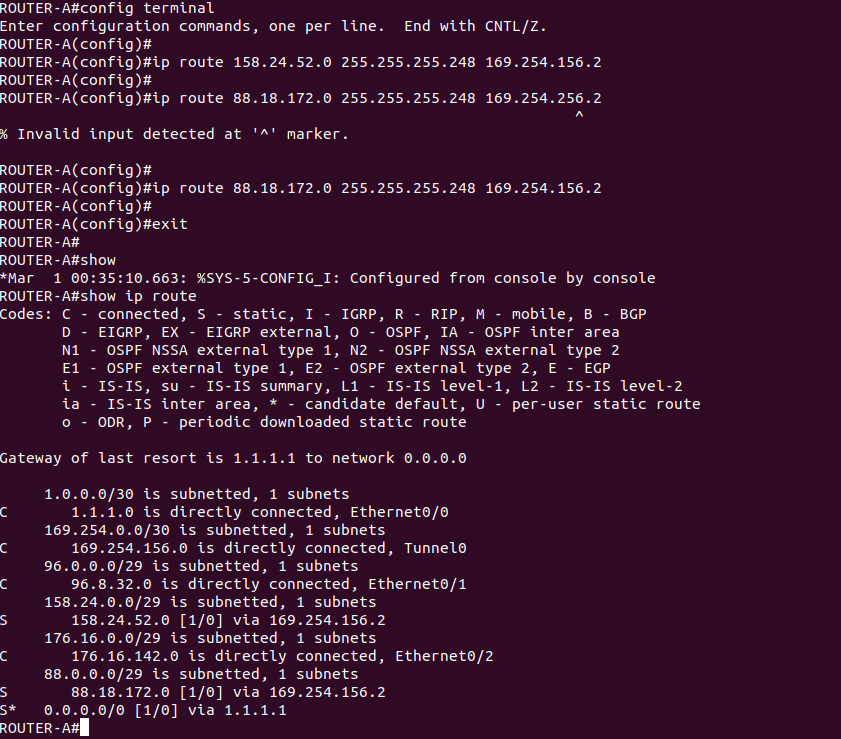 ROUTER-A#config terminal
Enter configuration commands, one per line.  End with CNTL/Z.
ROUTER-A(config)#
ROUTER-A(config)#ip route 158.24.52.0 255.255.255.248 169.254.156.2
ROUTER-A(config)#
ROUTER-A(config)#ip route 88.18.172.0 255.255.255.248 169.254.256.2
                                                                ^
% Invalid input detected at '^' marker.

ROUTER-A(config)#
ROUTER-A(config)#ip route 88.18.172.0 255.255.255.248 169.254.156.2
ROUTER-A(config)#
ROUTER-A(config)#exit
ROUTER-A#
ROUTER-A#show
*Mar  1 00:35:10.663: %SYS-5-CONFIG_I: Configured from console by console
ROUTER-A#show ip route
Codes: C - connected, S - static, I - IGRP, R - RIP, M - mobile, B - BGP
       D - EIGRP, EX - EIGRP external, O - OSPF, IA - OSPF inter area
       N1 - OSPF NSSA external type 1, N2 - OSPF NSSA external type 2
       E1 - OSPF external type 1, E2 - OSPF external type 2, E - EGP
       i - IS-IS, su - IS-IS summary, L1 - IS-IS level-1, L2 - IS-IS level-2
       ia - IS-IS inter area, * - candidate default, U - per-user static route
       o - ODR, P - periodic downloaded static route

Gateway of last resort is 1.1.1.1 to network 0.0.0.0

     1.0.0.0/30 is subnetted, 1 subnets
C       1.1.1.0 is directly connected, Ethernet0/0
     169.254.0.0/30 is subnetted, 1 subnets
C       169.254.156.0 is directly connected, Tunnel0
     96.0.0.0/29 is subnetted, 1 subnets
C       96.8.32.0 is directly connected, Ethernet0/1
     158.24.0.0/29 is subnetted, 1 subnets
S       158.24.52.0 [1/0] via 169.254.156.2
     176.16.0.0/29 is subnetted, 1 subnets
C       176.16.142.0 is directly connected, Ethernet0/2
     88.0.0.0/29 is subnetted, 1 subnets
S       88.18.172.0 [1/0] via 169.254.156.2
S*   0.0.0.0/0 [1/0] via 1.1.1.1
ROUTER-A#